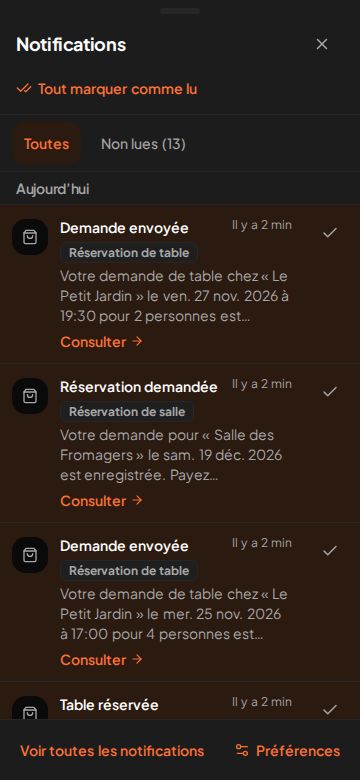 Notifications
Tout marquer comme lu
Toutes
Non lues (13)
Aujourd'hui
Demande envoyée
Il y a 2 min
Réservation de table
Votre demande de table chez « Le
Petit Jardin » le ven. 27 nov. 2026 à
19:30 pour 2 personnes est…
Consulter
Réservation demandée
Il y a 2 min
Réservation de salle
Votre demande pour « Salle des
Fromagers » le sam. 19 déc. 2026
est enregistrée. Payez…
Consulter
Demande envoyée
Il y a 2 min
Réservation de table
Votre demande de table chez « Le
Petit Jardin » le mer. 25 nov. 2026
à 17:00 pour 4 personnes est…
Consulter
Table réservée
Il y a 2 min
Voir toutes les notifications
Préférences